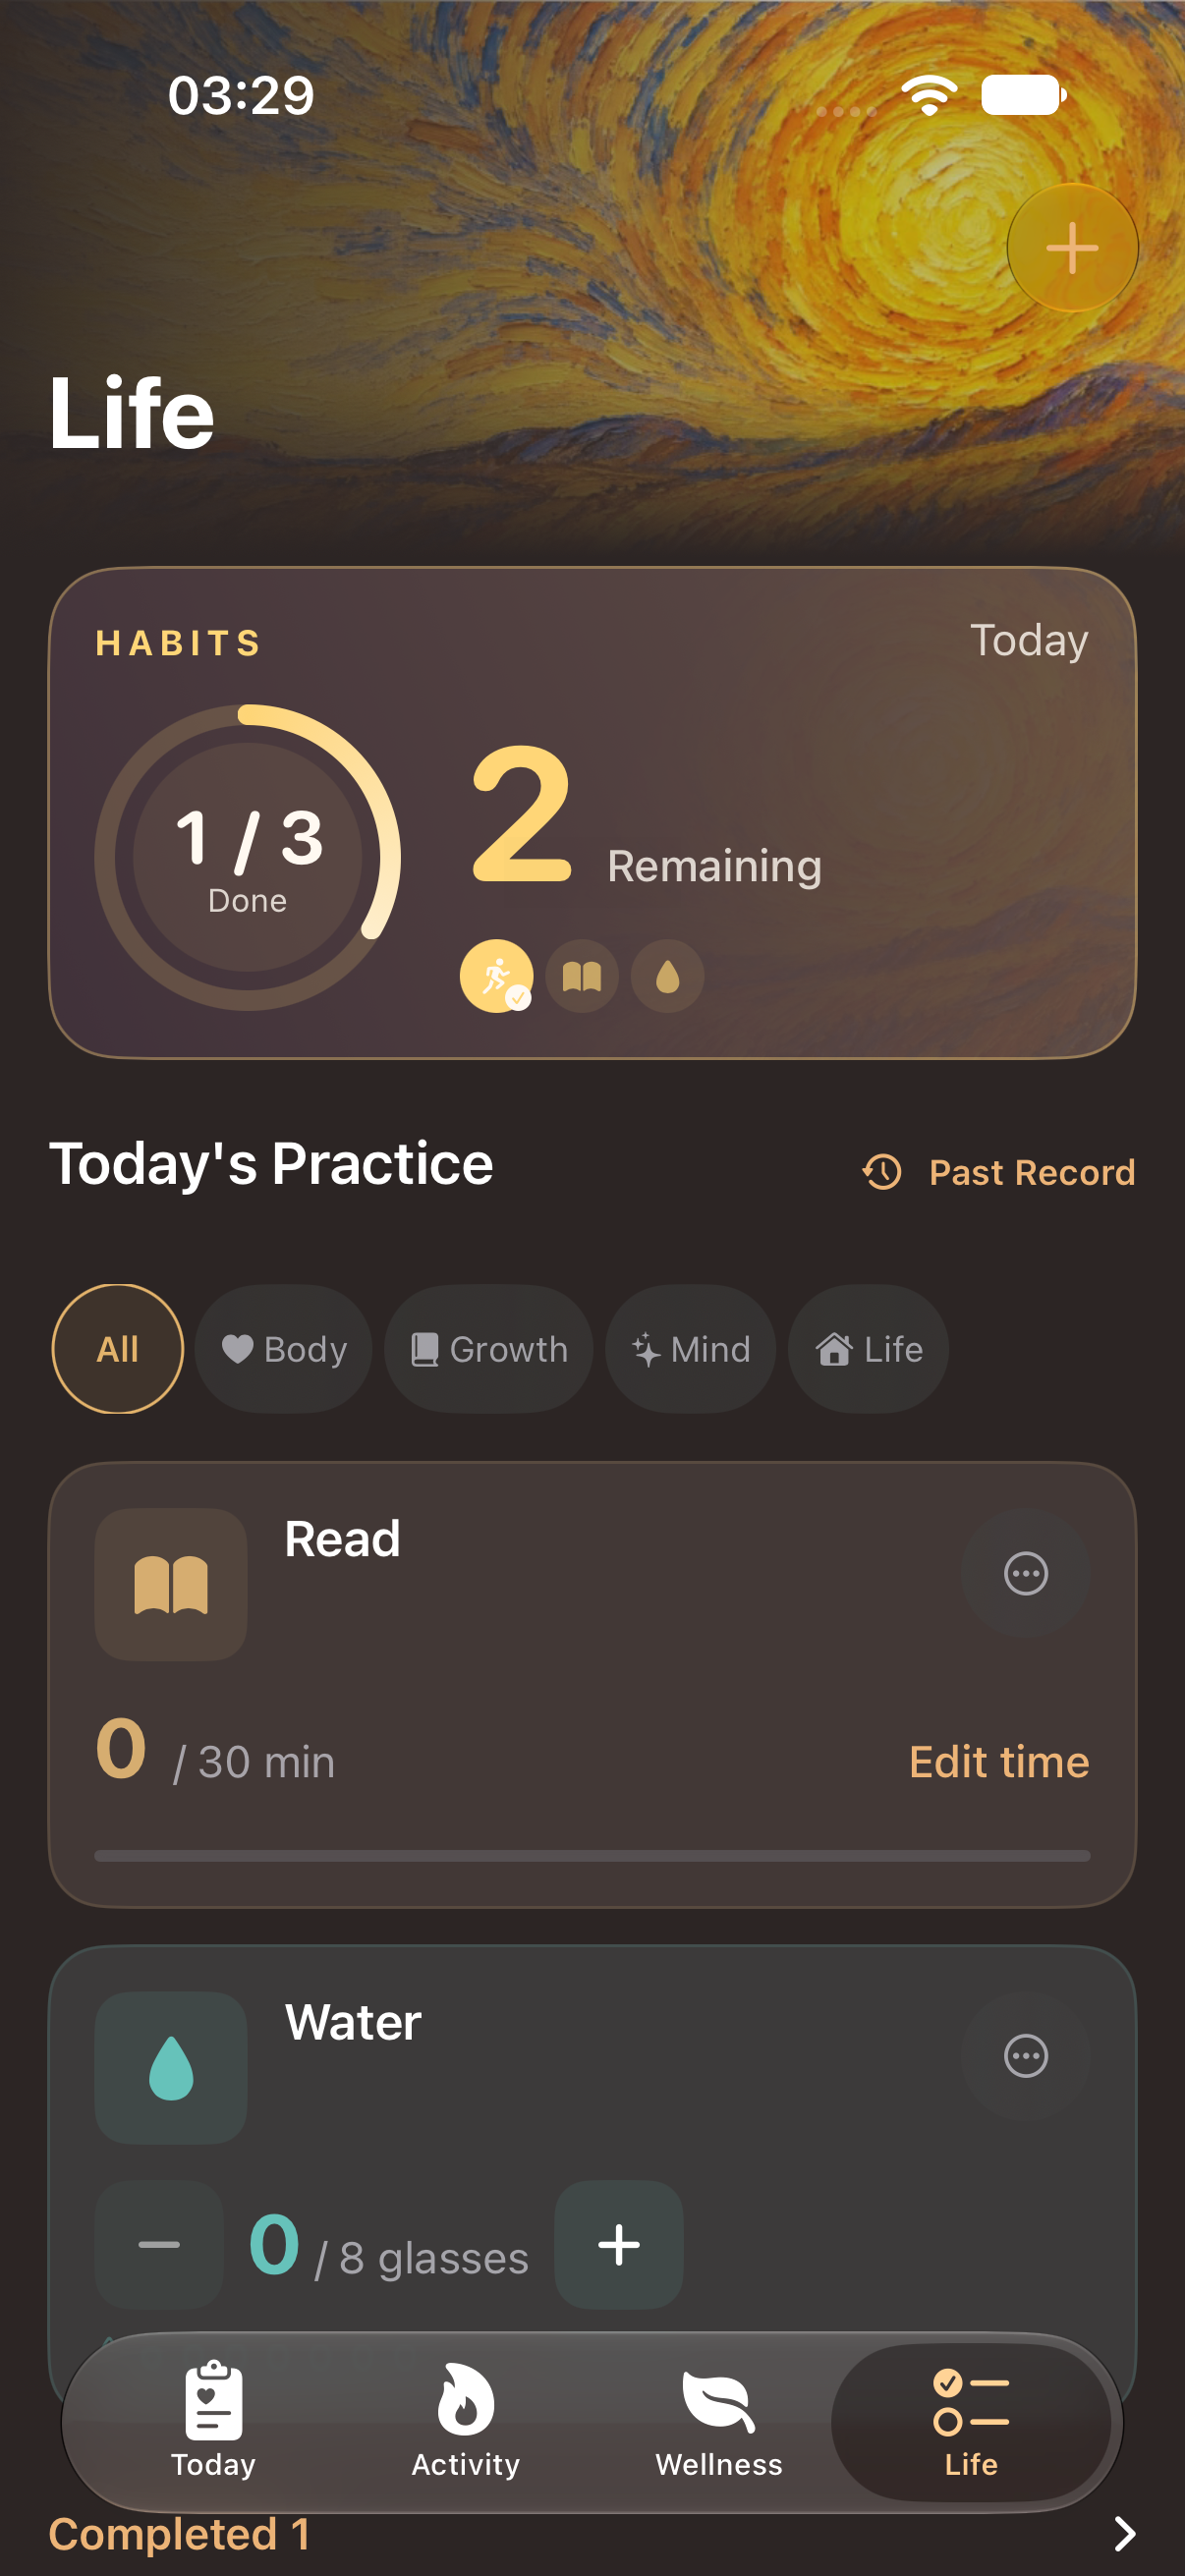 03:29
Life
HABITS
Today
1 / 3
Done
2 Remaining
Today's Practice
Past Record
All
Body
Growth
Mind
Life
Read
0 / 30 min
Edit time
Water
0 / 8 glasses
Today
Activity
Wellness
Life
Completed 1